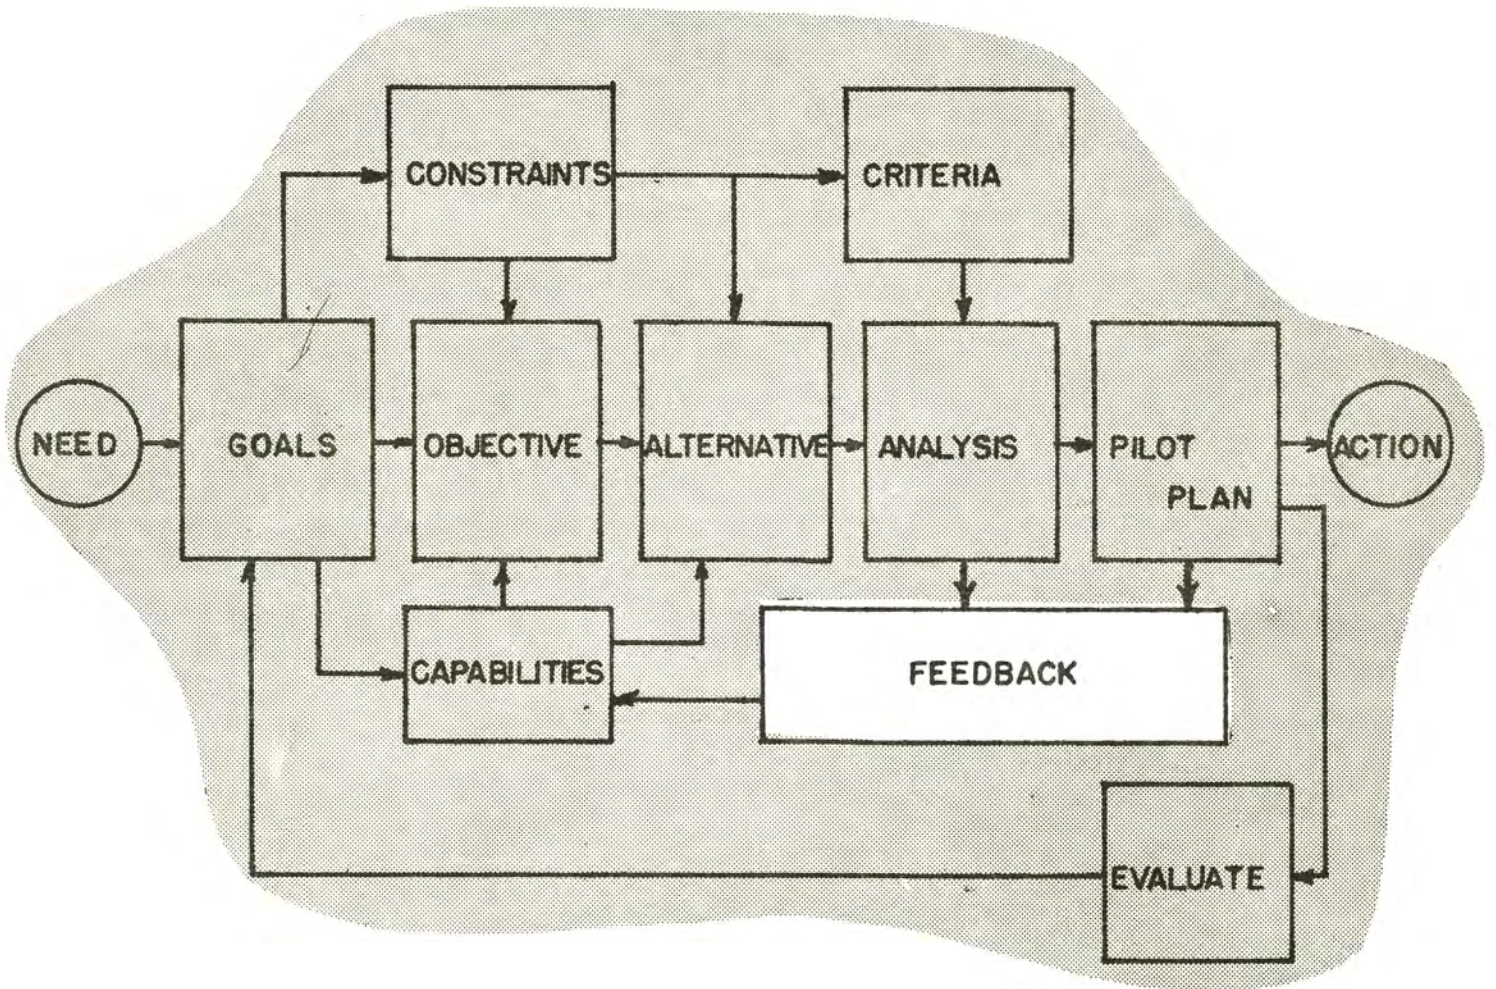 CONSTRAINTS
CRITERIA
NEED
GOALS
OBJECTIVE
ALTERNATIVE
ANALYSIS
PILOT
PLAN
ACTION
CAPABILITIES
FEEDBACK
EVALUATE